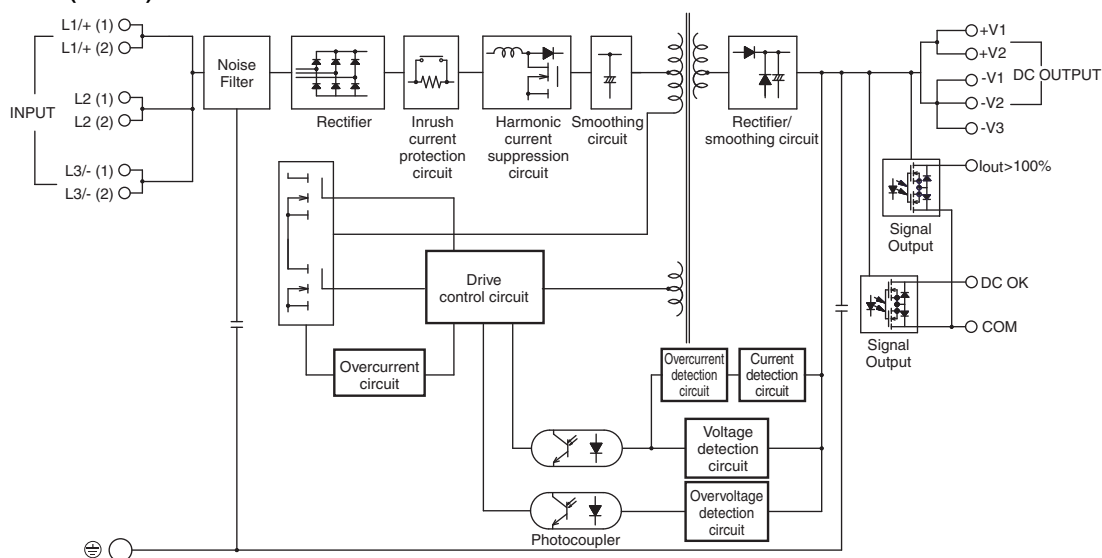 L1/+ (1)
L1/+ (2)
INPUT
L2 (1)
L2 (2)
L3/- (1)
L3/- (2)
Noise
Filter
Rectifier
Inrush
current
protection
circuit
Harmonic
current
suppression
circuit
Smoothing
circuit
Rectifier/
smoothing circuit
+V1
+V2
-V1
DC OUTPUT
-V2
-V3
Iout>100%
Signal
Output
DC OK
COM
Signal
Output
Drive
control circuit
Overcurrent
circuit
Overcurrent
detection
circuit
Current
detection
circuit
Voltage
detection
circuit
Overvoltage
detection
circuit
Photocoupler